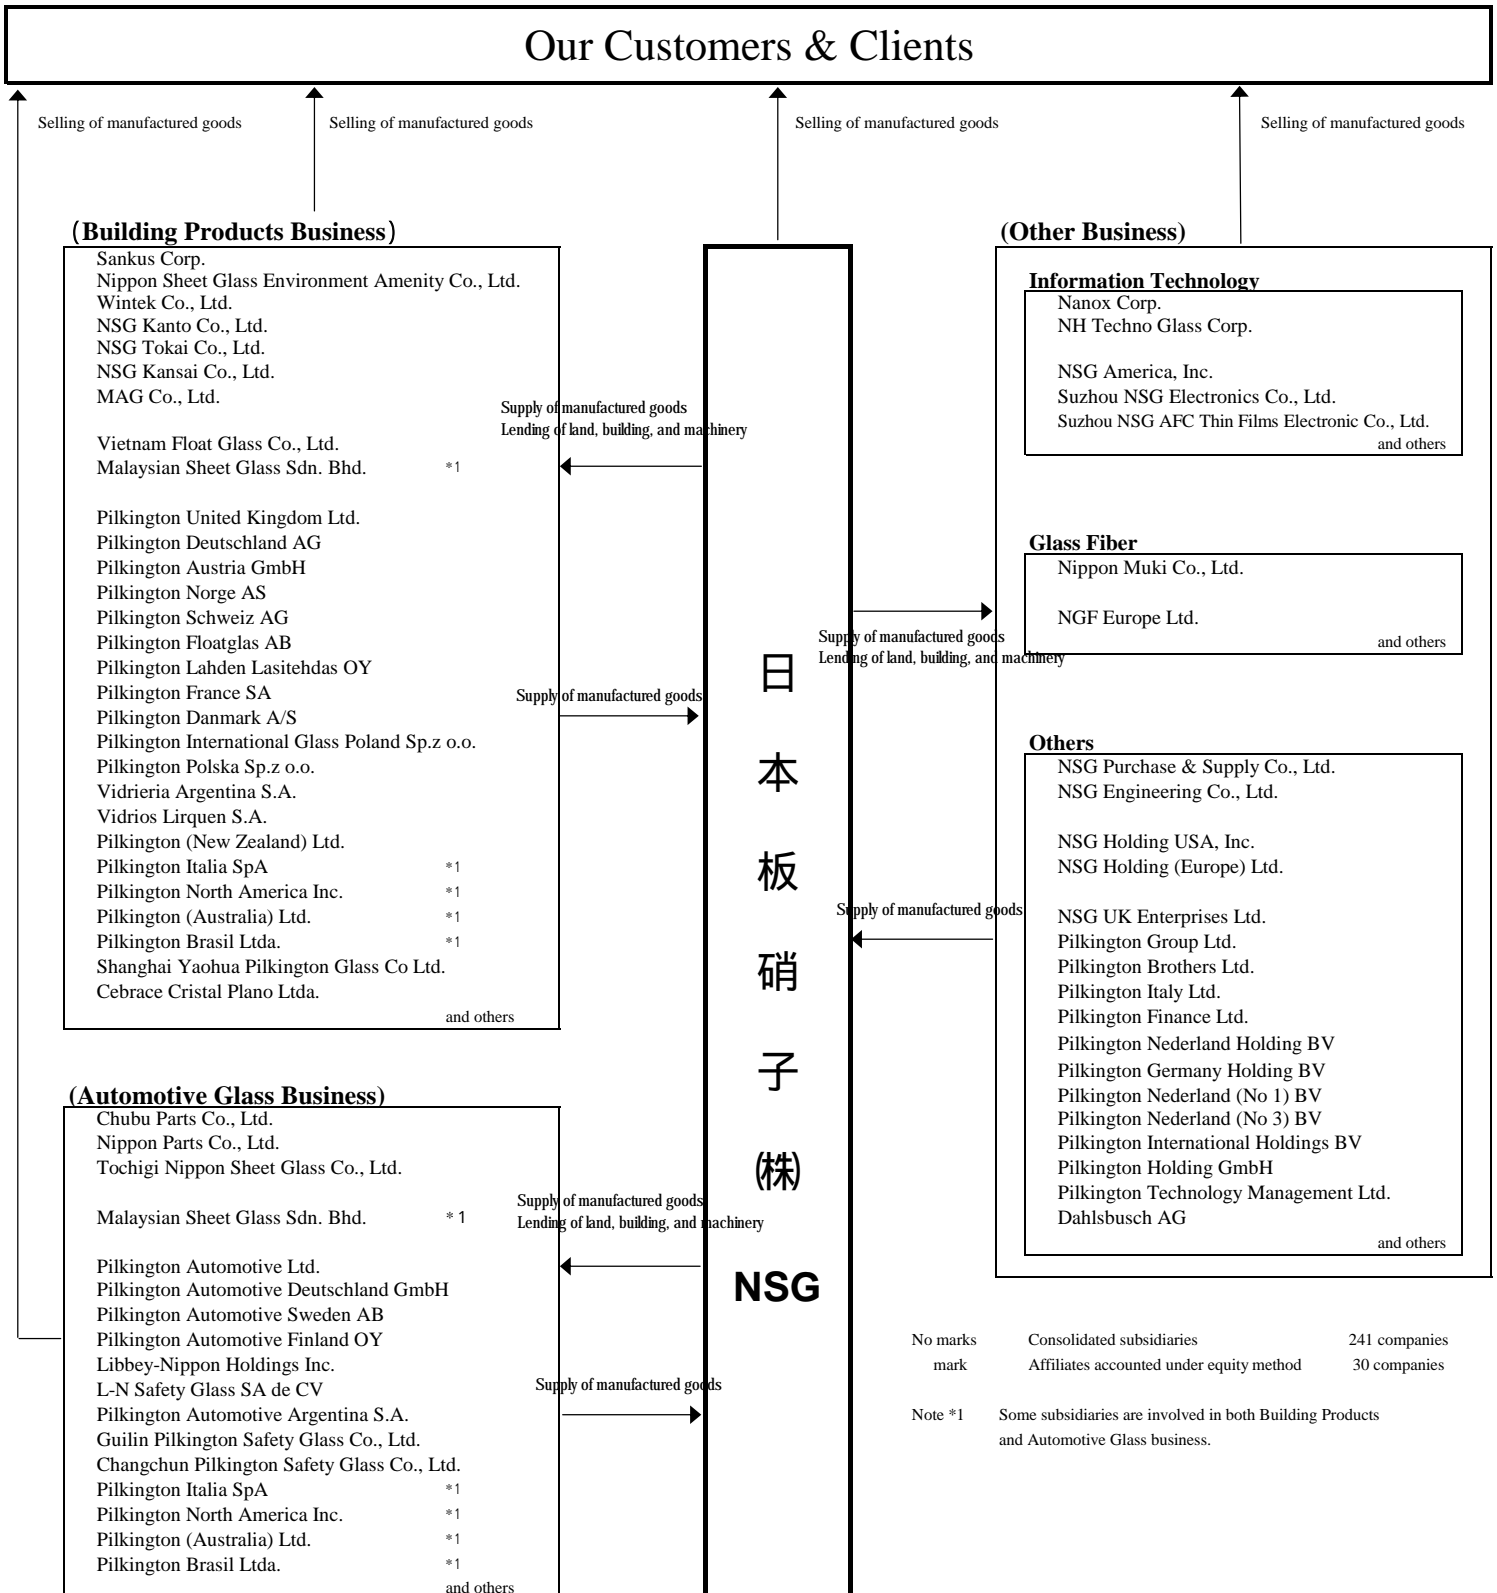 Our Customers & Clients
Selling of manufactured goods
Selling of manufactured goods
Selling of manufactured goods
Selling of manufactured goods
(Building Products Business)
Sankus Corp.
Nippon Sheet Glass Environment Amenity Co., Ltd.
Wintek Co., Ltd.
NSG Kanto Co., Ltd.
NSG Tokai Co., Ltd.
NSG Kansai Co., Ltd.
MAG Co., Ltd.
Vietnam Float Glass Co., Ltd.
Malaysian Sheet Glass Sdn. Bhd. *1
Pilkington United Kingdom Ltd.
Pilkington Deutschland AG
Pilkington Austria GmbH
Pilkington Norge AS
Pilkington Schweiz AG
Pilkington Floatglas AB
Pilkington Lahden Lasitehdas OY
Pilkington France SA
Pilkington Danmark A/S
Pilkington International Glass Poland Sp.z o.o.
Pilkington Polska Sp.z o.o.
Vidrieria Argentina S.A.
Vidrios Lirquen S.A.
Pilkington (New Zealand) Ltd.
Pilkington Italia SpA *1
Pilkington North America Inc. *1
Pilkington (Australia) Ltd. *1
Pilkington Brasil Ltda. *1
Shanghai Yaohua Pilkington Glass Co Ltd.
Cebrace Cristal Plano Ltda.
and others
Supply of manufactured goods
Lending of land, building, and machinery
Supply of manufactured goods
(Automotive Glass Business)
Chubu Parts Co., Ltd.
Nippon Parts Co., Ltd.
Tochigi Nippon Sheet Glass Co., Ltd.
Malaysian Sheet Glass Sdn. Bhd. *1
Pilkington Automotive Ltd.
Pilkington Automotive Deutschland GmbH
Pilkington Automotive Sweden AB
Pilkington Automotive Finland OY
Libbey-Nippon Holdings Inc.
L-N Safety Glass SA de CV
Pilkington Automotive Argentina S.A.
Guilin Pilkington Safety Glass Co., Ltd.
Changchun Pilkington Safety Glass Co., Ltd.
Pilkington Italia SpA *1
Pilkington North America Inc. *1
Pilkington (Australia) Ltd. *1
Pilkington Brasil Ltda. *1
and others
Supply of manufactured goods
Lending of land, building, and machinery
Supply of manufactured goods
日
本
板
硝
子
㈱
NSG
Supply of manufactured goods
Lending of land, building, and machinery
Supply of manufactured goods
(Other Business)
Information Technology
Nanox Corp.
NH Techno Glass Corp.
NSG America, Inc.
Suzhou NSG Electronics Co., Ltd.
Suzhou NSG AFC Thin Films Electronic Co., Ltd.
and others
Glass Fiber
Nippon Muki Co., Ltd.
NGF Europe Ltd.
and others
Others
NSG Purchase & Supply Co., Ltd.
NSG Engineering Co., Ltd.
NSG Holding USA, Inc.
NSG Holding (Europe) Ltd.
NSG UK Enterprises Ltd.
Pilkington Group Ltd.
Pilkington Brothers Ltd.
Pilkington Italy Ltd.
Pilkington Finance Ltd.
Pilkington Nederland Holding BV
Pilkington Germany Holding BV
Pilkington Nederland (No 1) BV
Pilkington Nederland (No 3) BV
Pilkington International Holdings BV
Pilkington Holding GmbH
Pilkington Technology Management Ltd.
Dahlsbusch AG
and others
No marks Consolidated subsidiaries 241 companies
mark Affiliates accounted under equity method 30 companies
Note *1 Some subsidiaries are involved in both Building Products
and Automotive Glass business.